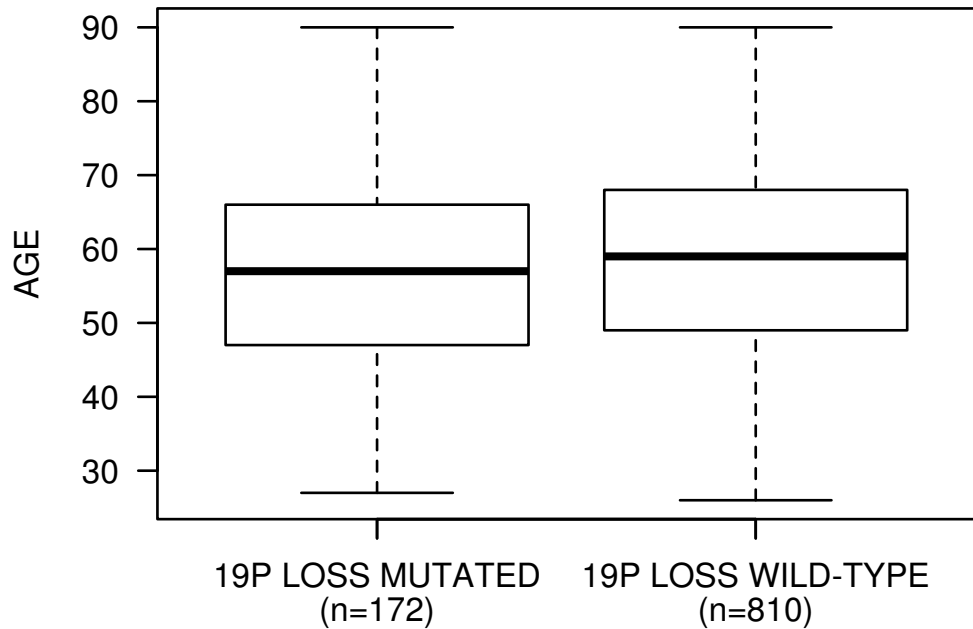 90
80
70
60
50
40
30
AGE
19P LOSS MUTATED
(n=172)
19P LOSS WILD-TYPE
(n=810)